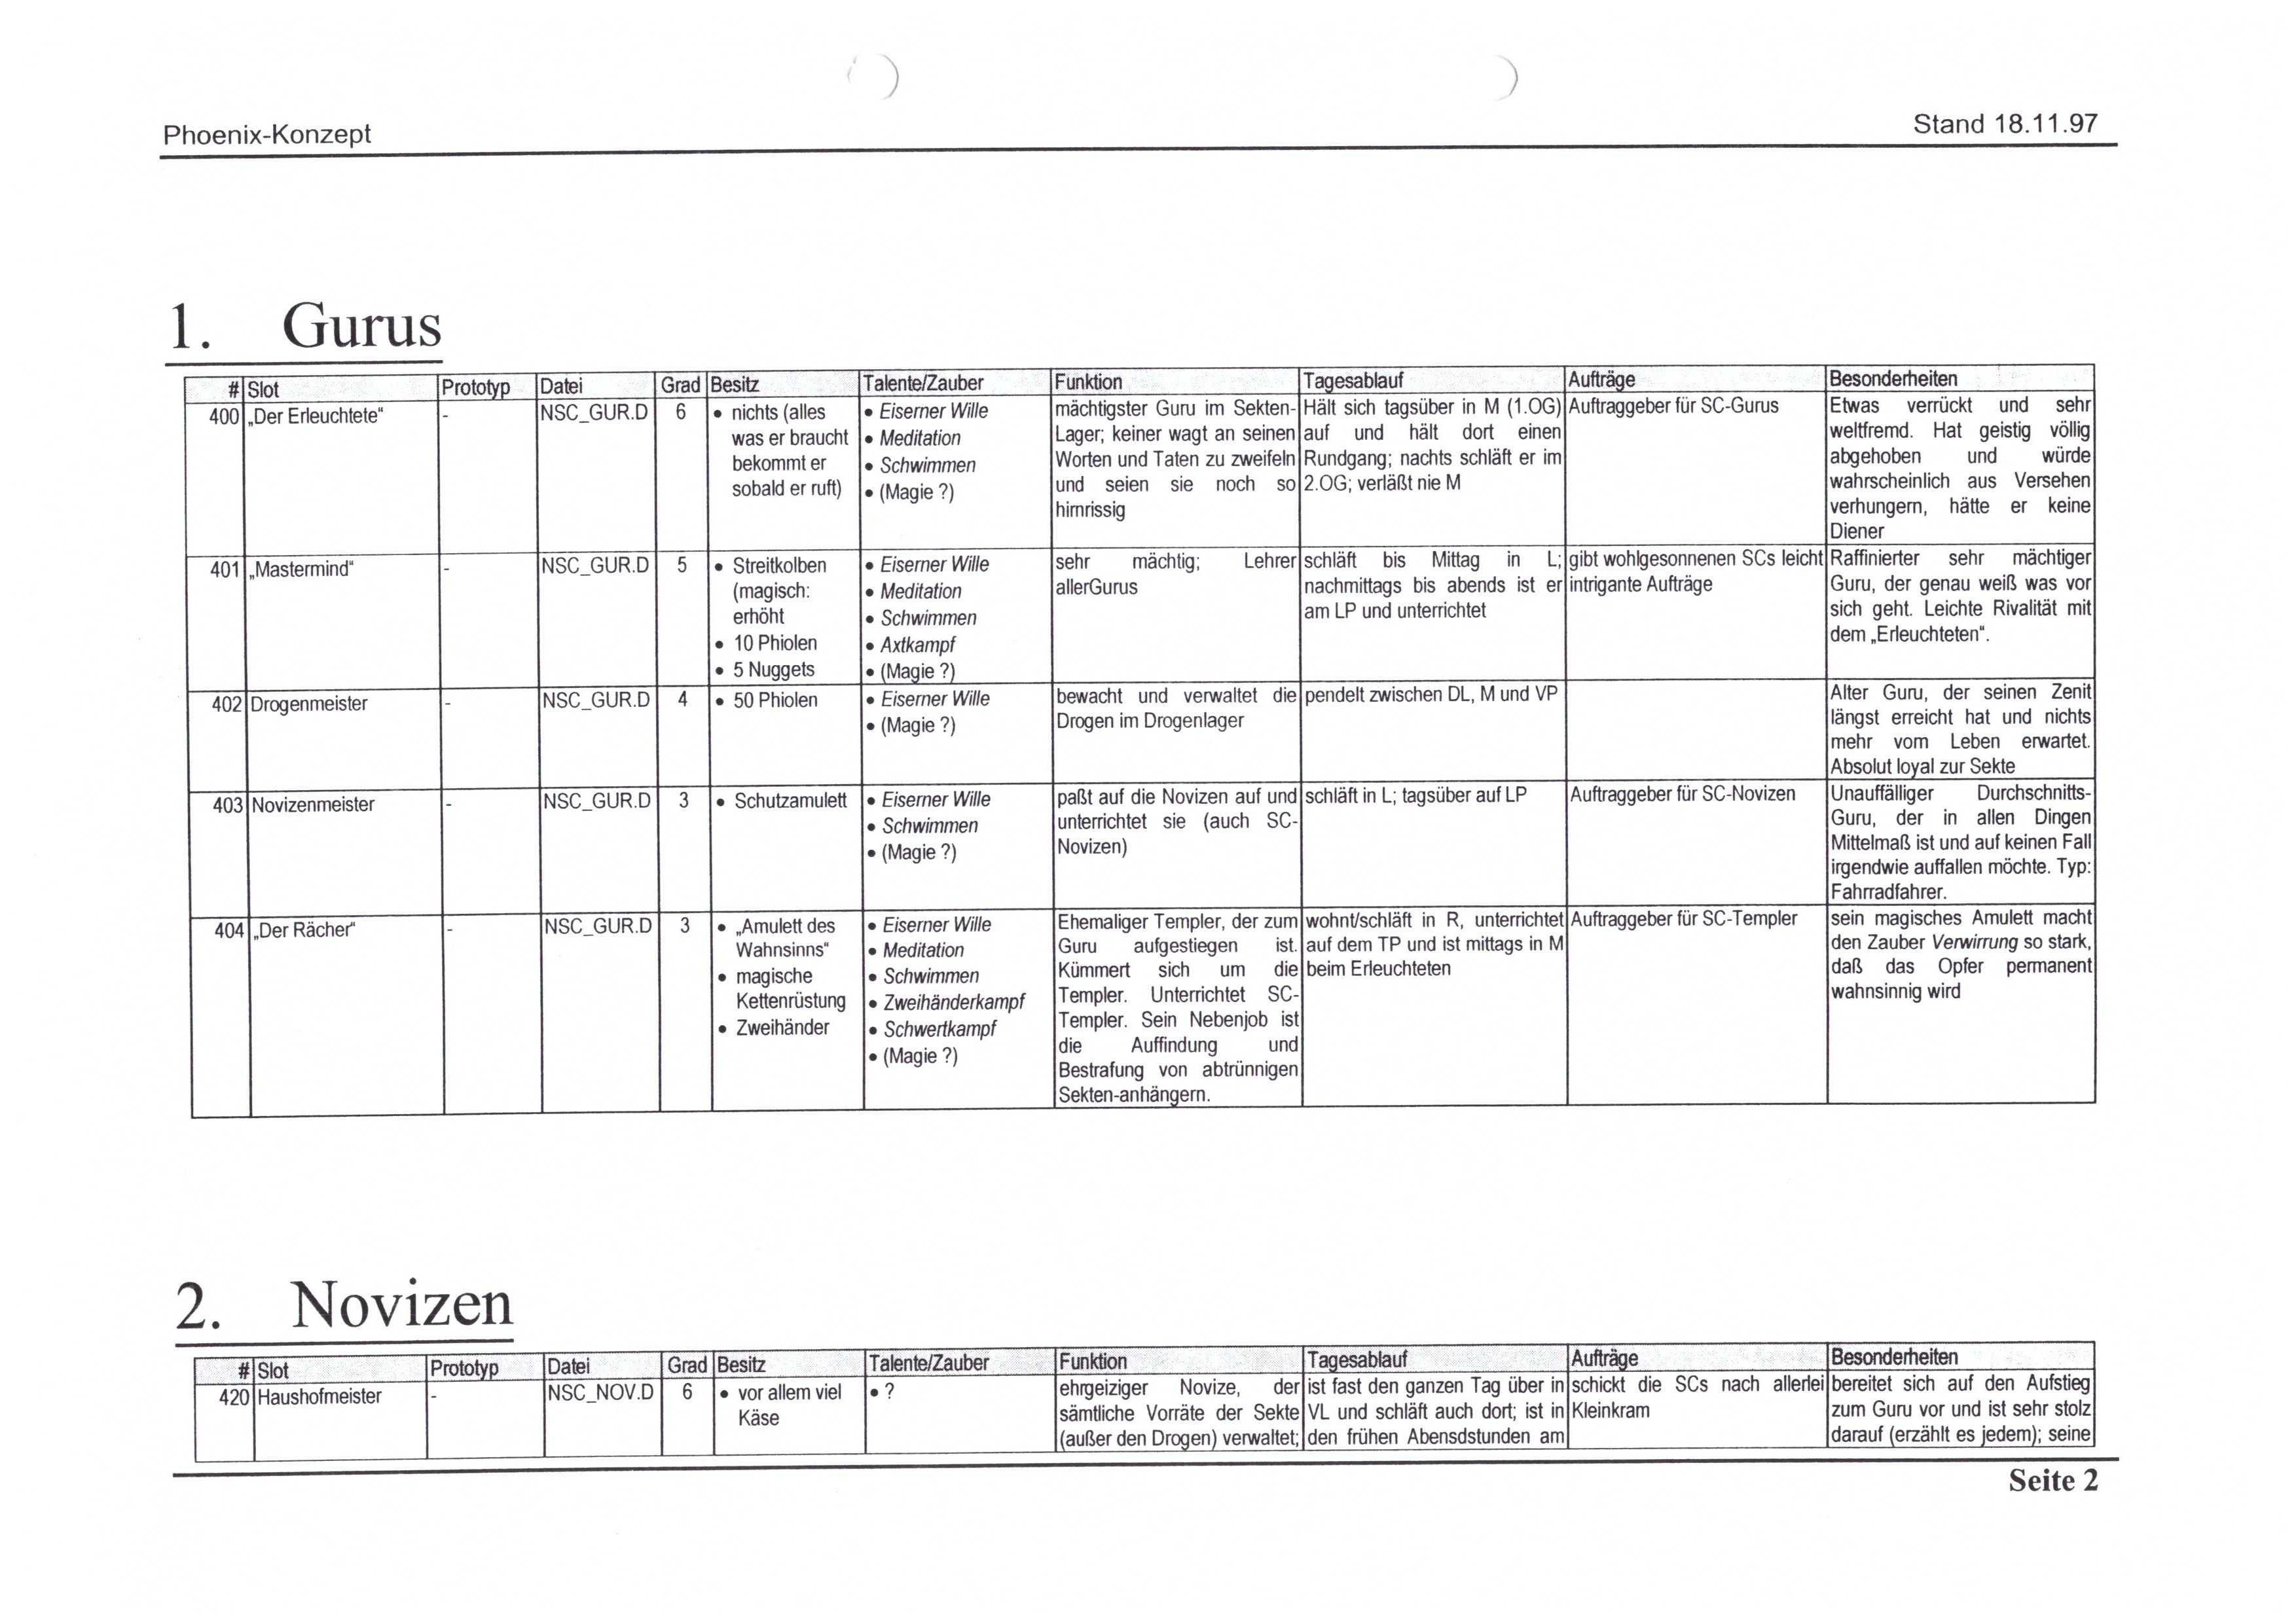 Phoenix-Konzept
Stand 18.11.97
1. Gurus
# Slot Prototyp Datei Grad Besitz Talente/Zauber Funktion Tagesablauf Aufträge Besonderheiten
400 „Der Erleuchtete“ - NSC_GUR.D 6
• nichts (alles
was er braucht
bekommt er
sobald er ruft)
• Eiserner Wille
• Meditation
• Schwimmen
• (Magie ?)
mächtigster Guru im Sekten-
Lager; keiner wagt an seinen
Worten und Taten zu zweifeln
und seien sie noch so
hirnrissig
Hält sich tagsüber in M (1.OG)
auf und hält dort einen
Rundgang; nachts schläft er im
2.OG; verläßt nie M
Auftraggeber für SC-Gurus
Etwas verrückt und sehr
weltfremd. Hat geistig völlig
abgehoben und würde
wahrscheinlich aus Versehen
verhungern, hätte er keine
Diener
401 „Mastermind“ - NSC_GUR.D 5
• Streitkolben
(magisch:
erhöht
• 10 Phiolen
• 5 Nuggets
• Eiserner Wille
• Meditation
• Schwimmen
• Axtkampf
• (Magie ?)
sehr mächtig; Lehrer
allerGurus
schläft bis Mittag in L;
nachmittags bis abends ist er
am LP und unterrichtet
gibt wohlgesonnenen SCs leicht
intrigante Aufträge
Raffinierter sehr mächtiger
Guru, der genau weiß was vor
sich geht. Leichte Rivalität mit
dem „Erleuchteten“.
402 Drogenmeister - NSC_GUR.D 4
• 50 Phiolen
• Eiserner Wille
• (Magie ?)
bewacht und verwaltet die
Drogen im Drogenlager
pendelt zwischen DL, M und VP
Alter Guru, der seinen Zenit
längst erreicht hat und nichts
mehr vom Leben erwartet.
Absolut loyal zur Sekte
403 Novizenmeister - NSC_GUR.D 3
• Schutzamulett
• Eiserner Wille
• Schwimmen
• (Magie ?)
paßt auf die Novizen auf und
unterrichtet sie (auch SC-
Novizen)
schläft in L; tagsüber auf LP
Auftraggeber für SC-Novizen
Unauffälliger Durchschnitts-
Guru, der in allen Dingen
Mittelmaß ist und auf keinen Fall
irgendwie auffallen möchte. Typ:
Fahrradfahrer.
404 „Der Rächer“ - NSC_GUR.D 3
• „Amulett des
Wahnsinns“
• magische
Kettenrüstung
• Zweihänder
• Eiserner Wille
• Meditation
• Schwimmen
• Zweihänderkampf
• Schwertkampf
• (Magie ?)
Ehemaliger Templer, der zum
Guru aufgestiegen ist.
Kümmert sich um die
Templer. Unterrichtet SC-
Templer. Sein Nebenjob ist
die Auffindung und
Bestrafung von abtrünnigen
Sekten-anhängern.
wohnt/schläft in R, unterrichtet
auf dem TP und ist mittags in M
beim Erleuchteten
Auftraggeber für SC-Templer
sein magisches Amulett macht
den Zauber Verwirrung so stark,
daß das Opfer permanent
wahnsinnig wird
2. Novizen
# Slot Prototyp Datei Grad Besitz Talente/Zauber Funktion Tagesablauf Aufträge Besonderheiten
420 Haushofmeister - NSC_NOV.D 6
• vor allem viel
Käse
• ?
ehrgeiziger Novize, der
sämtliche Vorräte der Sekte
(außer den Drogen) verwaltet;
ist fast den ganzen Tag über in
VL und schläft auch dort; ist in
den frühen Abensdstunden am
schickt die SCs nach allerlei
Kleinkram
bereitet sich auf den Aufstieg
zum Guru vor und ist sehr stolz
darauf (erzählt es jedem); seine
Seite 2